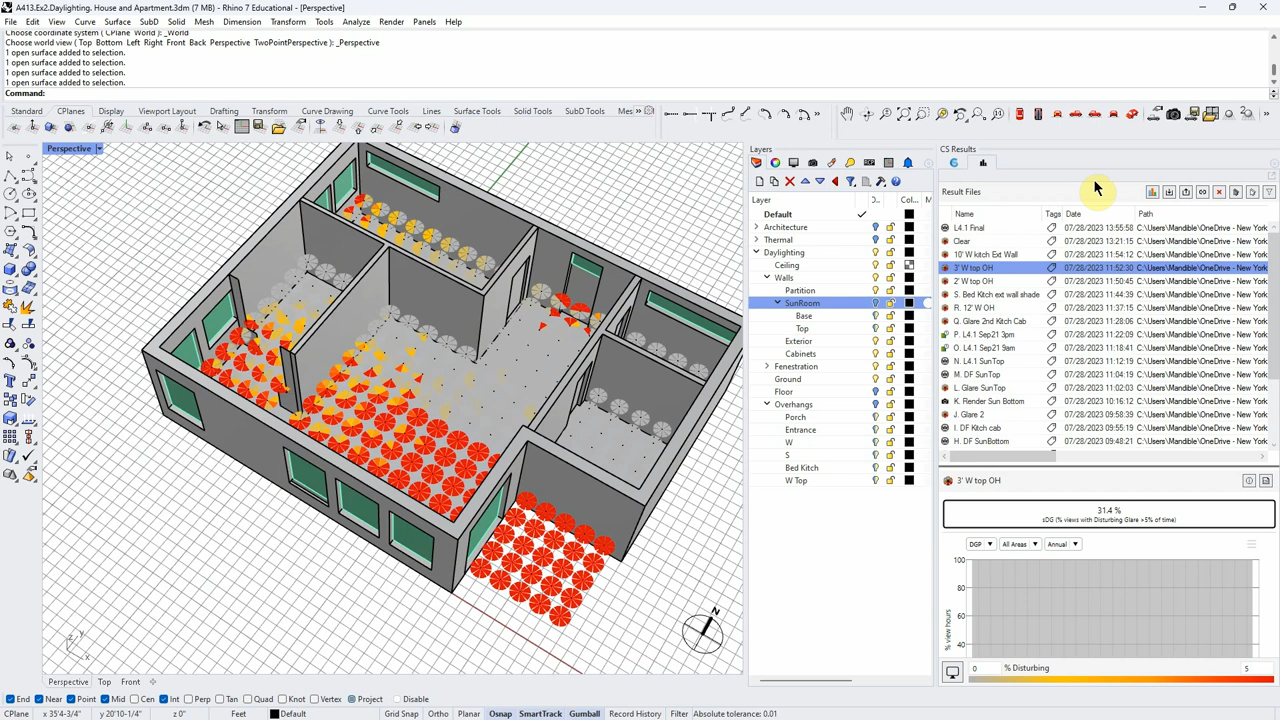 A413.Ex2.Daylighting. House and Apartment.3dm (7 MB) - Rhino 7 Educational - [Perspective]
File Edit View Curve Surface SubD Solid Mesh Dimension Transform Tools Analyze Render Panels Help
Choose coordinate system ( CPlane World ): _World
Choose world view ( Top Bottom Left Right Front Back Perspective TwoPointPerspective ): _Perspective
1 open surface added to selection.
1 open surface added to selection.
1 open surface added to selection.
Command:
Standard CPlanes Display Viewport Layout Drafting Transform Curve Drawing Curve Tools Lines Surface Tools Solid Tools SubD Tools Mes
Perspective
N
z
y
x
Perspective Top Front
Layers
Layer Col... M
Default
Architecture
Thermal
Daylighting
Ceiling
Walls
Partition
SunRoom
Base
Top
Exterior
Cabinets
Fenestration
Ground
Floor
Overhangs
Porch
Entrance
W
S
Bed Kitch
W Top
CS Results
Result Files
Name Tags Date Path
L4.1 Final 07/28/2023 13:55:58 C:\Users\Mandible\OneDrive - New York
Clear 07/28/2023 13:21:15 C:\Users\Mandible\OneDrive - New York
10' W kitch Ext Wall 07/28/2023 11:54:12 C:\Users\Mandible\OneDrive - New York
3' W top OH 07/28/2023 11:52:30 C:\Users\Mandible\OneDrive - New York
2' W top OH 07/28/2023 11:50:45 C:\Users\Mandible\OneDrive - New York
S. Bed Kitch ext wall shade 07/28/2023 11:44:39 C:\Users\Mandible\OneDrive - New York
R. 12' W OH 07/28/2023 11:37:15 C:\Users\Mandible\OneDrive - New York
Q. Glare 2nd Kitch Cab 07/28/2023 11:28:06 C:\Users\Mandible\OneDrive - New York
P. L4.1 Sep21 3pm 07/28/2023 11:22:09 C:\Users\Mandible\OneDrive - New York
O. L4.1 Sep21 9am 07/28/2023 11:18:41 C:\Users\Mandible\OneDrive - New York
N. L4.1 SunTop 07/28/2023 11:12:19 C:\Users\Mandible\OneDrive - New York
M. DF SunTop 07/28/2023 11:04:19 C:\Users\Mandible\OneDrive - New York
L. Glare SunTop 07/28/2023 11:02:03 C:\Users\Mandible\OneDrive - New York
K. Render Sun Bottom 07/28/2023 10:16:12 C:\Users\Mandible\OneDrive - New York
J. Glare 2 07/28/2023 09:58:39 C:\Users\Mandible\OneDrive - New York
I. DF Kitch cab 07/28/2023 09:55:19 C:\Users\Mandible\OneDrive - New York
H. DF SunBottom 07/28/2023 09:48:21 C:\Users\Mandible\OneDrive - New York
3' W top OH
31.4 %
sDG (% views with Disturbing Glare >5% of time)
DGP All Areas Annual
100
80
60
40
% view hours
0 % Disturbing 5
End Near Point Mid Cen Int Perp Tan Quad Knot Vertex Project Disable
CPlane x 35'4-3/4" y 20'10-1/4" z 0" Feet Default Grid Snap Ortho Planar Osnap SmartTrack Gumball Record History Filter Absolute tolerance: 0.01